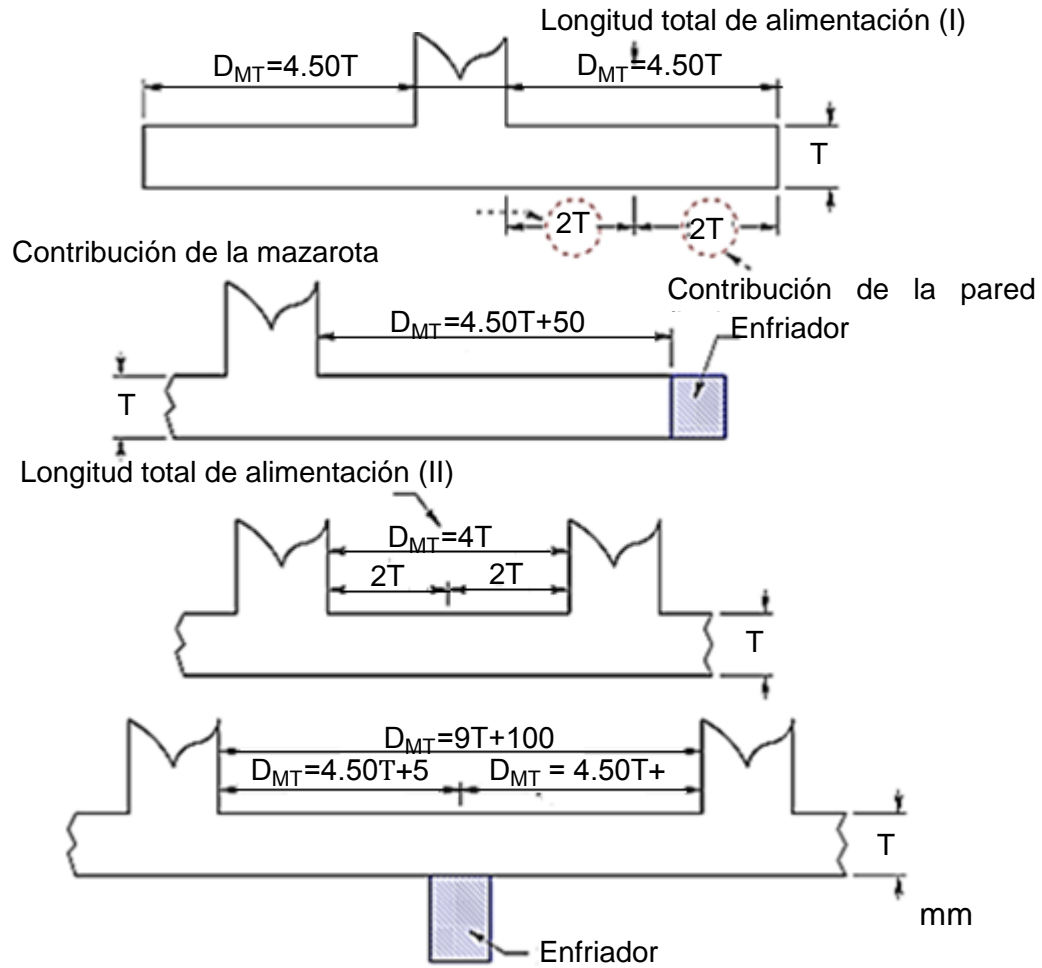 Longitud total de alimentación (I)
DMT=4.50T
DMT=4.50T
T
2T
2T
Contribución de la mazarota
Contribución de la pared
DMT=4.50T+50
Enfriador
T
Longitud total de alimentación (II)
DMT=4T
2T
2T
T
DMT=9T+100
DMT=4.50T+5
DMT = 4.50T+
T
mm
Enfriador